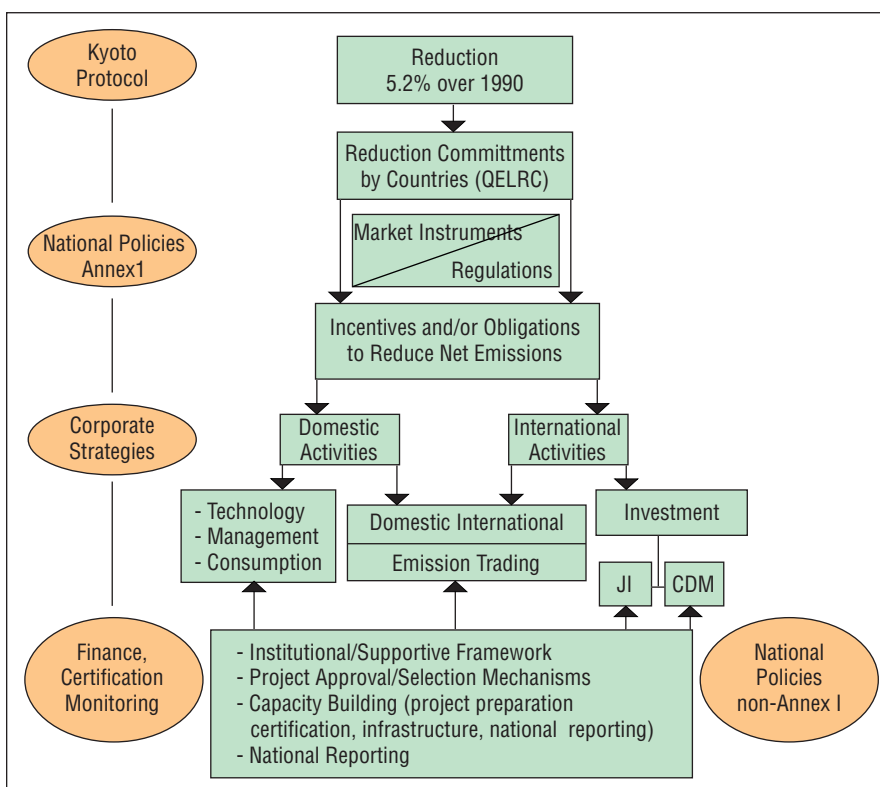 Kyoto
Protocol
Reduction
5.2% over 1990
Reduction Committments
by Countries (QELRC)
National Policies
Annex1
Market Instruments
Regulations
Incentives and/or Obligations
to Reduce Net Emissions
Corporate
Strategies
Domestic
Activities
International
Activities
- Technology
- Management
- Consumption
Domestic International
Emission Trading
Investment
JI
CDM
Finance,
Certification
Monitoring
- Institutional/Supportive Framework
- Project Approval/Selection Mechanisms
- Capacity Building (project preparation
certification, infrastructure, national reporting)
- National Reporting
National
Policies
non-Annex I